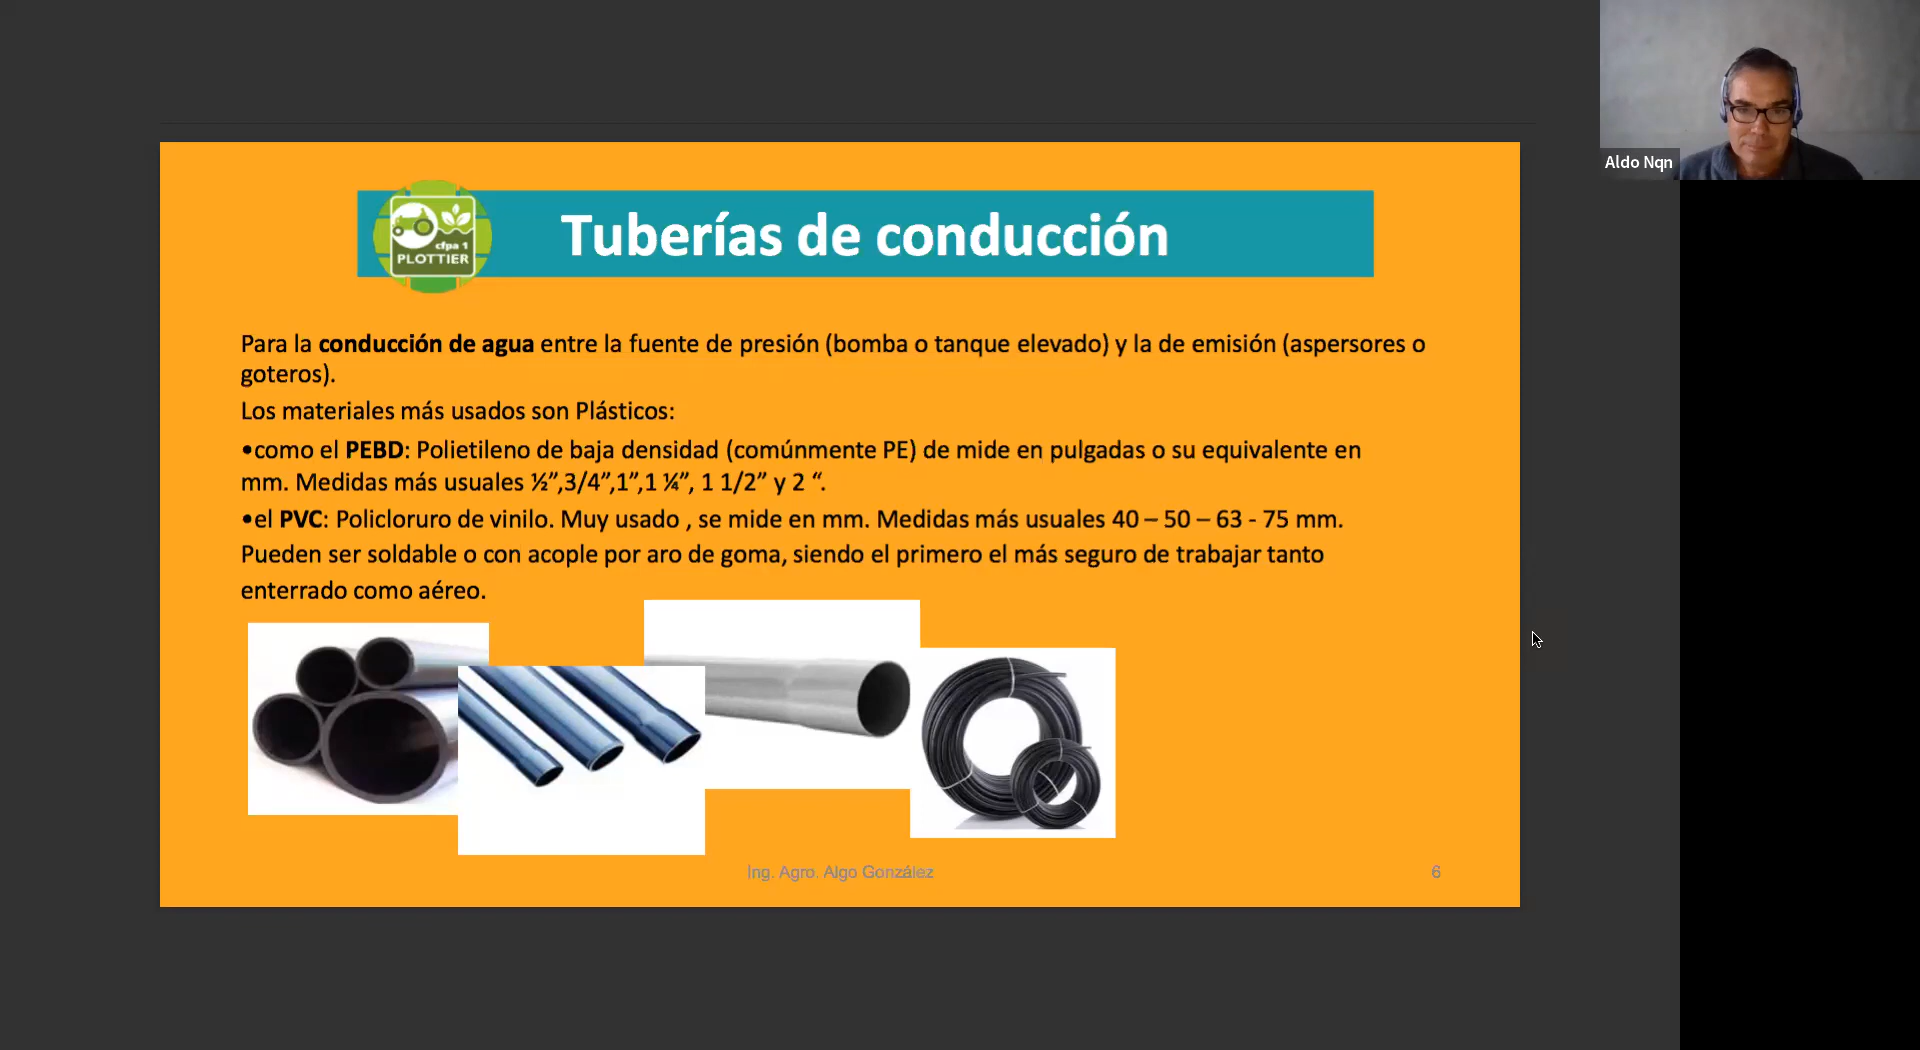 Aldo Nqn
cfpa 1
PLOTTIER
Tuberías de conducción
Para la conducción de agua entre la fuente de presión (bomba o tanque elevado) y la de emisión (aspersores o
goteros).
Los materiales más usados son Plásticos:
•como el PEBD: Polietileno de baja densidad (comúnmente PE) de mide en pulgadas o su equivalente en
mm. Medidas más usuales ½”,3/4”,1”,1 ¼”, 1 1/2” y 2 “.
•el PVC: Policloruro de vinilo. Muy usado , se mide en mm. Medidas más usuales 40 – 50 – 63 - 75 mm.
Pueden ser soldable o con acople por aro de goma, siendo el primero el más seguro de trabajar tanto
enterrado como aéreo.
Ing. Agro. Algo González
6